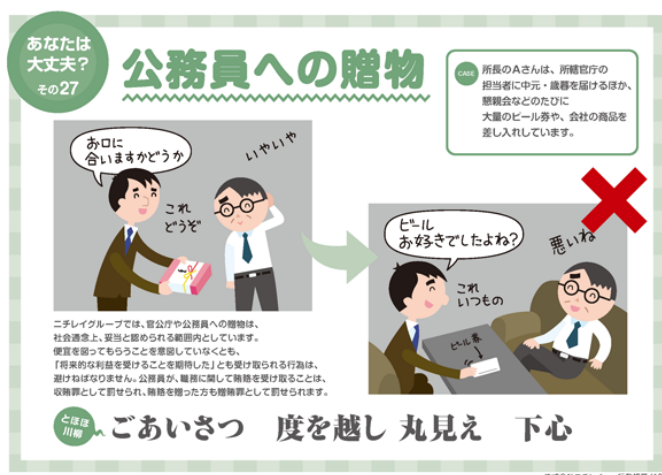 あなたは
大丈夫?
その27
公務員への贈物
CASE
所長のAさんは、所轄官庁の
担当者に中元・歳暮を届けるほか、
懇親会などのたびに
大量のビール券や、会社の商品を
差し入れしています。
お口に
合いますかどうか
いやいや
これ
どうぞ
ビール
お好きでしたよね?
悪いね
これ
いつもの
ビール券
ニチレイグループでは、官公庁や公務員への贈物は、
社会通念上、妥当と認められる範囲内としています。
便宜を図ってもらうことを意図していなくとも、
「将来的な利益を受けることを期待した」とも受け取られる行為は、
避けねばなりません。公務員が、職務に関して賄賂を受け取ることは、
収賄罪として罰せられ、賄賂を贈った方も贈賄罪として罰せられます。
とほほ
川柳
ごあいさつ 度を越し 丸見え 下心